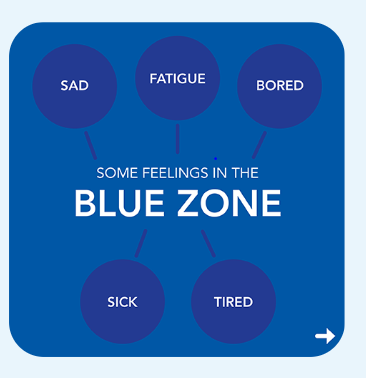 SAD
FATIGUE
BORED
SOME FEELINGS IN THE
BLUE ZONE
SICK
TIRED